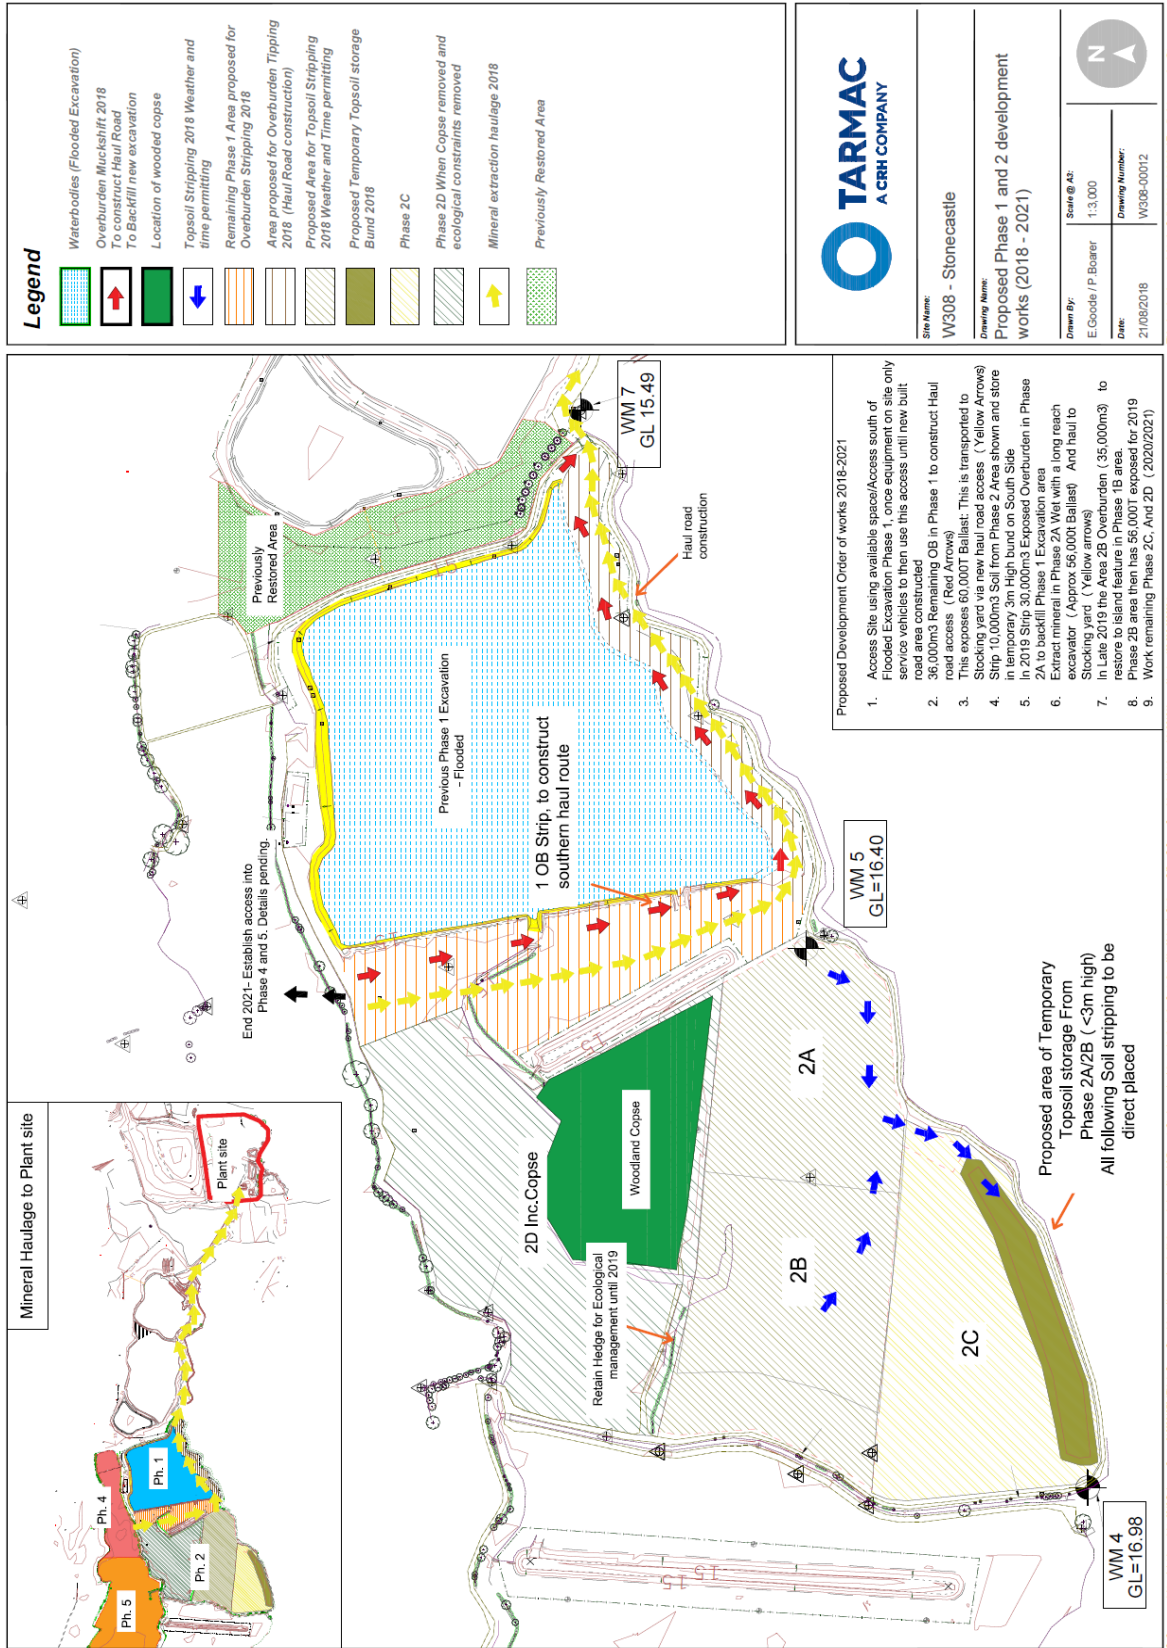 Mineral Haulage to Plant site
Plant site
Ph. 1
Ph. 4
Ph. 5
Ph. 2
End 2021- Establish access into
Phase 4 and 5. Details pending.
Previously
Restored Area
Previous Phase 1 Excavation
- Flooded
1 OB Strip, to construct
southern haul route
Haul road
construction
WM 7
GL 15.49
WM 5
GL=16.40
WM 4
GL=16.98
2D Inc.Copse
Woodland Copse
Retain Hedge for Ecological
management until 2019
2A
2B
2C
15
15
15
Proposed area of Temporary
Topsoil storage From
Phase 2A/2B (<3m high)
All following Soil stripping to be
direct placed
Proposed Development Order of works 2018-2021
1. Access Site using available space/Access south of
Flooded Excavation Phase 1, once equipment on site only
service vehicles to then use this access until new built
road area constructed
2. 36,000m3 Remaining OB in Phase 1 to construct Haul
road access (Red Arrows)
3. This exposes 60,000T Ballast: This is transported to
Stocking yard via new haul road access (Yellow Arrows)
4. Strip 10,000m3 Soil from Phase 2 Area shown and store
in temporary 3m High bund on South Side
5. In 2019 Strip 30,000m3 Exposed Overburden in Phase
2A to backfill Phase 1 Excavation area
6. Extract mineral in Phase 2A Wet with a long reach
excavator (Approx 56,000 Ballast) And haul to
Stocking yard (Yellow arrows)
7. In Late 2019 the Area 2B Overburden (35,000m3) to
restore to island feature in Phase 1B area.
8. Phase 2B area then has 56,000T exposed for 2019
9. Work remaining Phase 2C, And 2D (2020/2021)
Legend
Waterbodies (Flooded Excavation)
Overburden Muckshift 2018
To construct Haul Road
To Backfill new excavation
Location of wooded copse
Topsoil Stripping 2018 Weather and
time permitting
Remaining Phase 1 Area proposed for
Overburden Stripping 2018
Area proposed for Overburden Tipping
2018 (Haul Road construction)
Proposed Area for Topsoil Stripping
2018 Weather and Time permitting
Proposed Temporary Topsoil storage
Bund 2018
Phase 2C
Phase 2D When Copse removed and
ecological constraints removed
Mineral extraction haulage 2018
Previously Restored Area
TARMAC
A CRH COMPANY
N
Site Name:
W308 - Stonecastle
Drawing Name:
Proposed Phase 1 and 2 development
works (2018 - 2021)
Drawn By:
E.Goode / P.Boarer
Scale @ A3:
1:3,000
Date:
21/08/2018
Drawing Number:
W308-00012